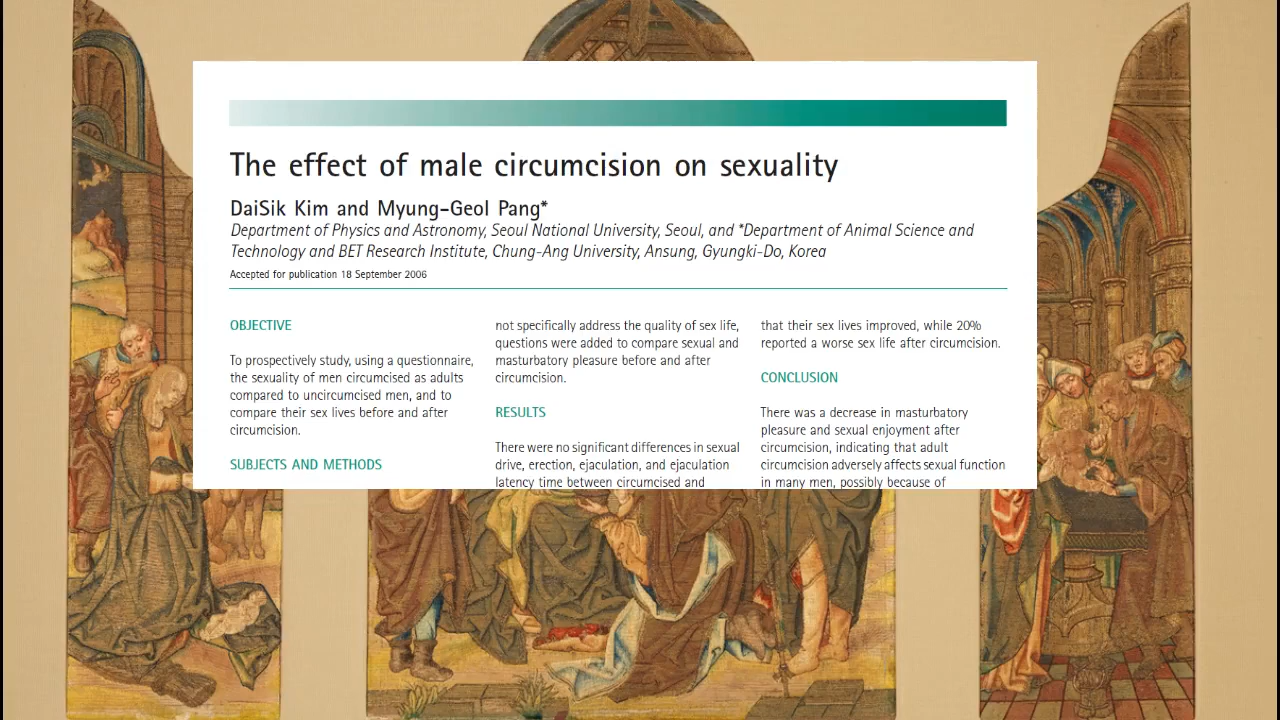 The effect of male circumcision on sexuality
DaiSik Kim and Myung-Geol Pang*
Department of Physics and Astronomy, Seoul National University, Seoul, and *Department of Animal Science and
Technology and BET Research Institute, Chung-Ang University, Ansung, Gyungki-Do, Korea
Accepted for publication 18 September 2006
OBJECTIVE
To prospectively study, using a questionnaire,
the sexuality of men circumcised as adults
compared to uncircumcised men, and to
compare their sex lives before and after
circumcision.
SUBJECTS AND METHODS
not specifically address the quality of sex life,
questions were added to compare sexual and
masturbatory pleasure before and after
circumcision.
RESULTS
There were no significant differences in sexual
drive, erection, ejaculation, and ejaculation
latency time between circumcised and
that their sex lives improved, while 20%
reported a worse sex life after circumcision.
CONCLUSION
There was a decrease in masturbatory
pleasure and sexual enjoyment after
circumcision, indicating that adult
circumcision adversely affects sexual function
in many men, possibly because of